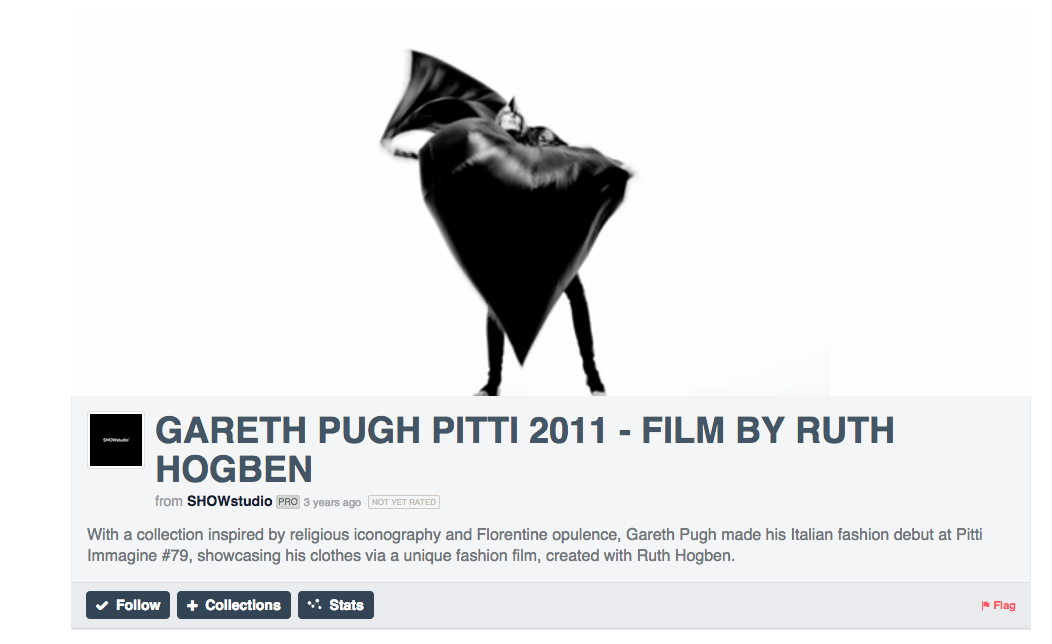 SHOWstudio
GARETH PUGH PITTI 2011 - FILM BY RUTH
HOGBEN
from SHOWstudio PRO 3 years ago NOT YET RATED
With a collection inspired by religious iconography and Florentine opulence, Gareth Pugh made his Italian fashion debut at Pitti
Immagine #79, showcasing his clothes via a unique fashion film, created with Ruth Hogben.
Follow Collections Stats Flag